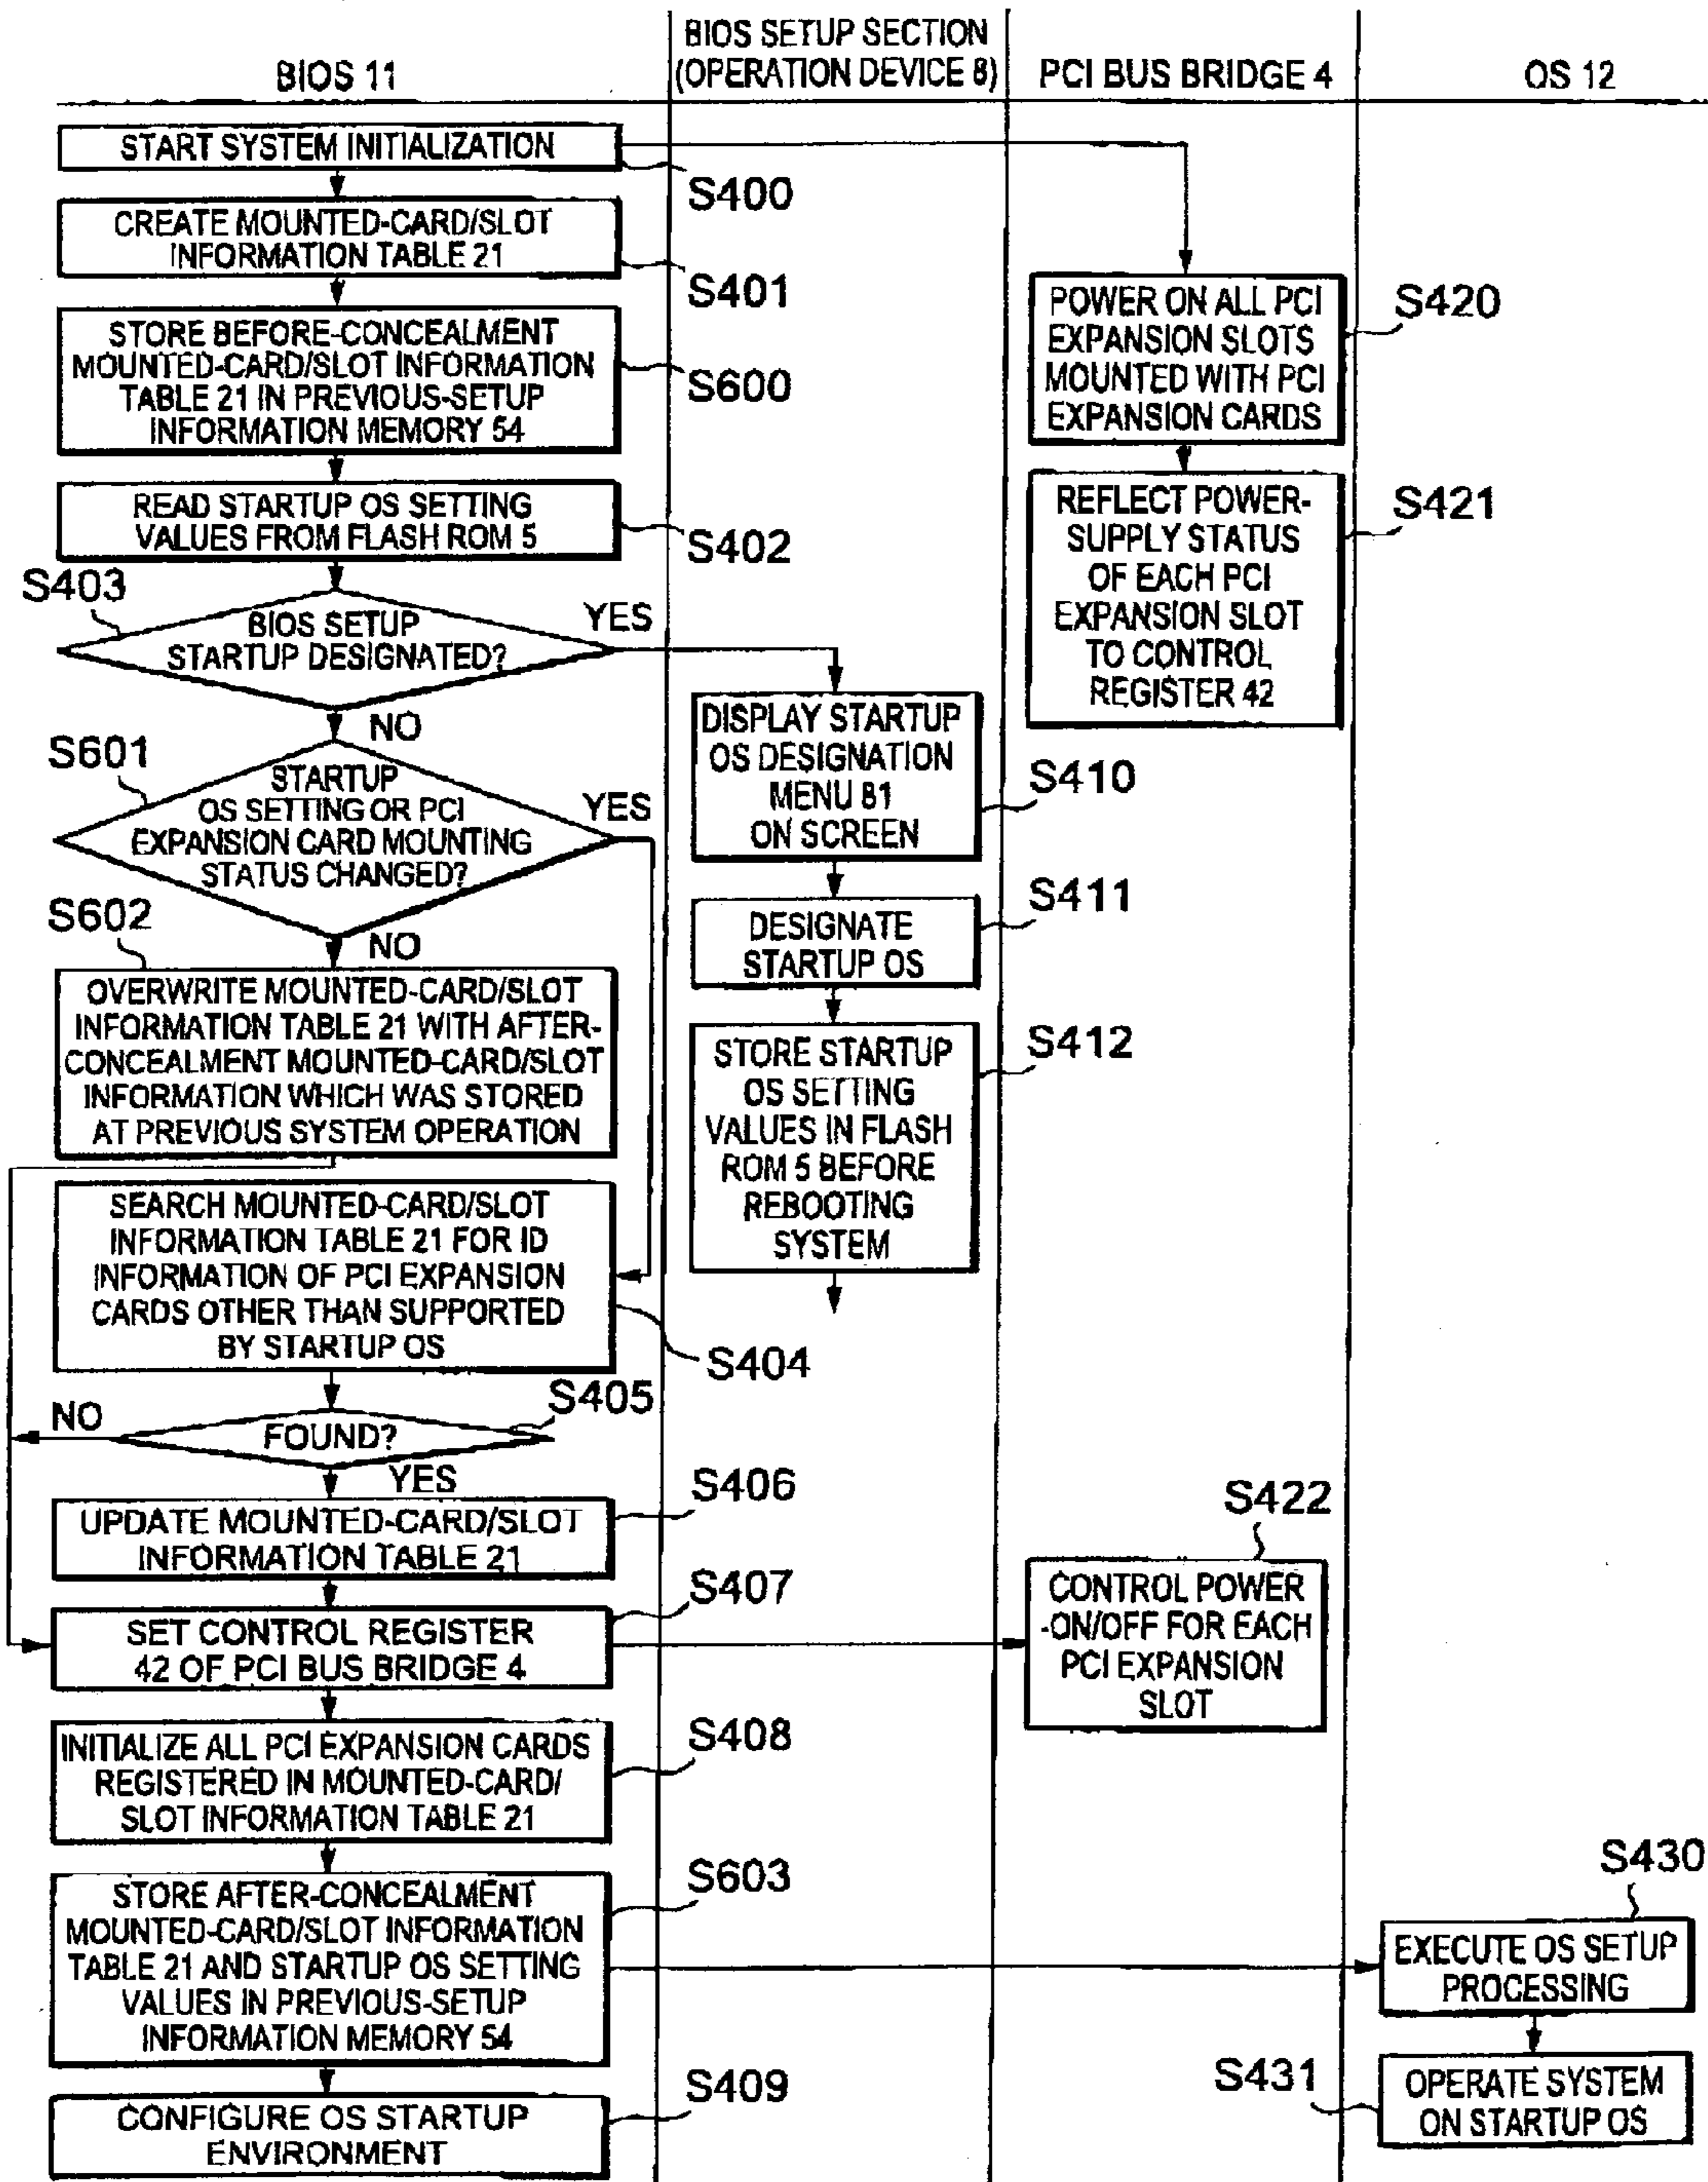 BIOS 11
BIOS SETUP SECTION
(OPERATION DEVICE 8)
PCI BUS BRIDGE 4
OS 12
START SYSTEM INITIALIZATION
S400
CREATE MOUNTED-CARD/SLOT
INFORMATION TABLE 21
S401
STORE BEFORE-CONCEALMENT
MOUNTED-CARD/SLOT INFORMATION
TABLE 21 IN PREVIOUS-SETUP
INFORMATION MEMORY 54
S600
READ STARTUP OS SETTING
VALUES FROM FLASH ROM 5
S402
S403
BIOS SETUP
STARTUP DESIGNATED?
YES
NO
S601
STARTUP
OS SETTING OR PCI
EXPANSION CARD MOUNTING
STATUS CHANGED?
YES
NO
S602
OVERWRITE MOUNTED-CARD/SLOT
INFORMATION TABLE 21 WITH AFTER-
CONCEALMENT MOUNTED-CARD/SLOT
INFORMATION WHICH WAS STORED
AT PREVIOUS SYSTEM OPERATION
SEARCH MOUNTED-CARD/SLOT
INFORMATION TABLE 21 FOR ID
INFORMATION OF PCI EXPANSION
CARDS OTHER THAN SUPPORTED
BY STARTUP OS
S404
S405
FOUND?
NO
YES
UPDATE MOUNTED-CARD/SLOT
INFORMATION TABLE 21
S406
SET CONTROL REGISTER
42 OF PCI BUS BRIDGE 4
S407
INITIALIZE ALL PCI EXPANSION CARDS
REGISTERED IN MOUNTED-CARD/
SLOT INFORMATION TABLE 21
S408
STORE AFTER-CONCEALMENT
MOUNTED-CARD/SLOT INFORMATION
TABLE 21 AND STARTUP OS SETTING
VALUES IN PREVIOUS-SETUP
INFORMATION MEMORY 54
S603
CONFIGURE OS STARTUP
ENVIRONMENT
S409
DISPLAY STARTUP
OS DESIGNATION
MENU 81
ON SCREEN
S410
DESIGNATE
STARTUP OS
S411
STORE STARTUP
OS SETTING
VALUES IN FLASH
ROM 5 BEFORE
REBOOTING
SYSTEM
S412
POWER ON ALL PCI
EXPANSION SLOTS
MOUNTED WITH PCI
EXPANSION CARDS
S420
REFLECT POWER-
SUPPLY STATUS
OF EACH PCI
EXPANSION SLOT
TO CONTROL
REGISTER 42
S421
S422
CONTROL POWER
-ON/OFF FOR EACH
PCI EXPANSION
SLOT
S430
EXECUTE OS SETUP
PROCESSING
S431
OPERATE SYSTEM
ON STARTUP OS